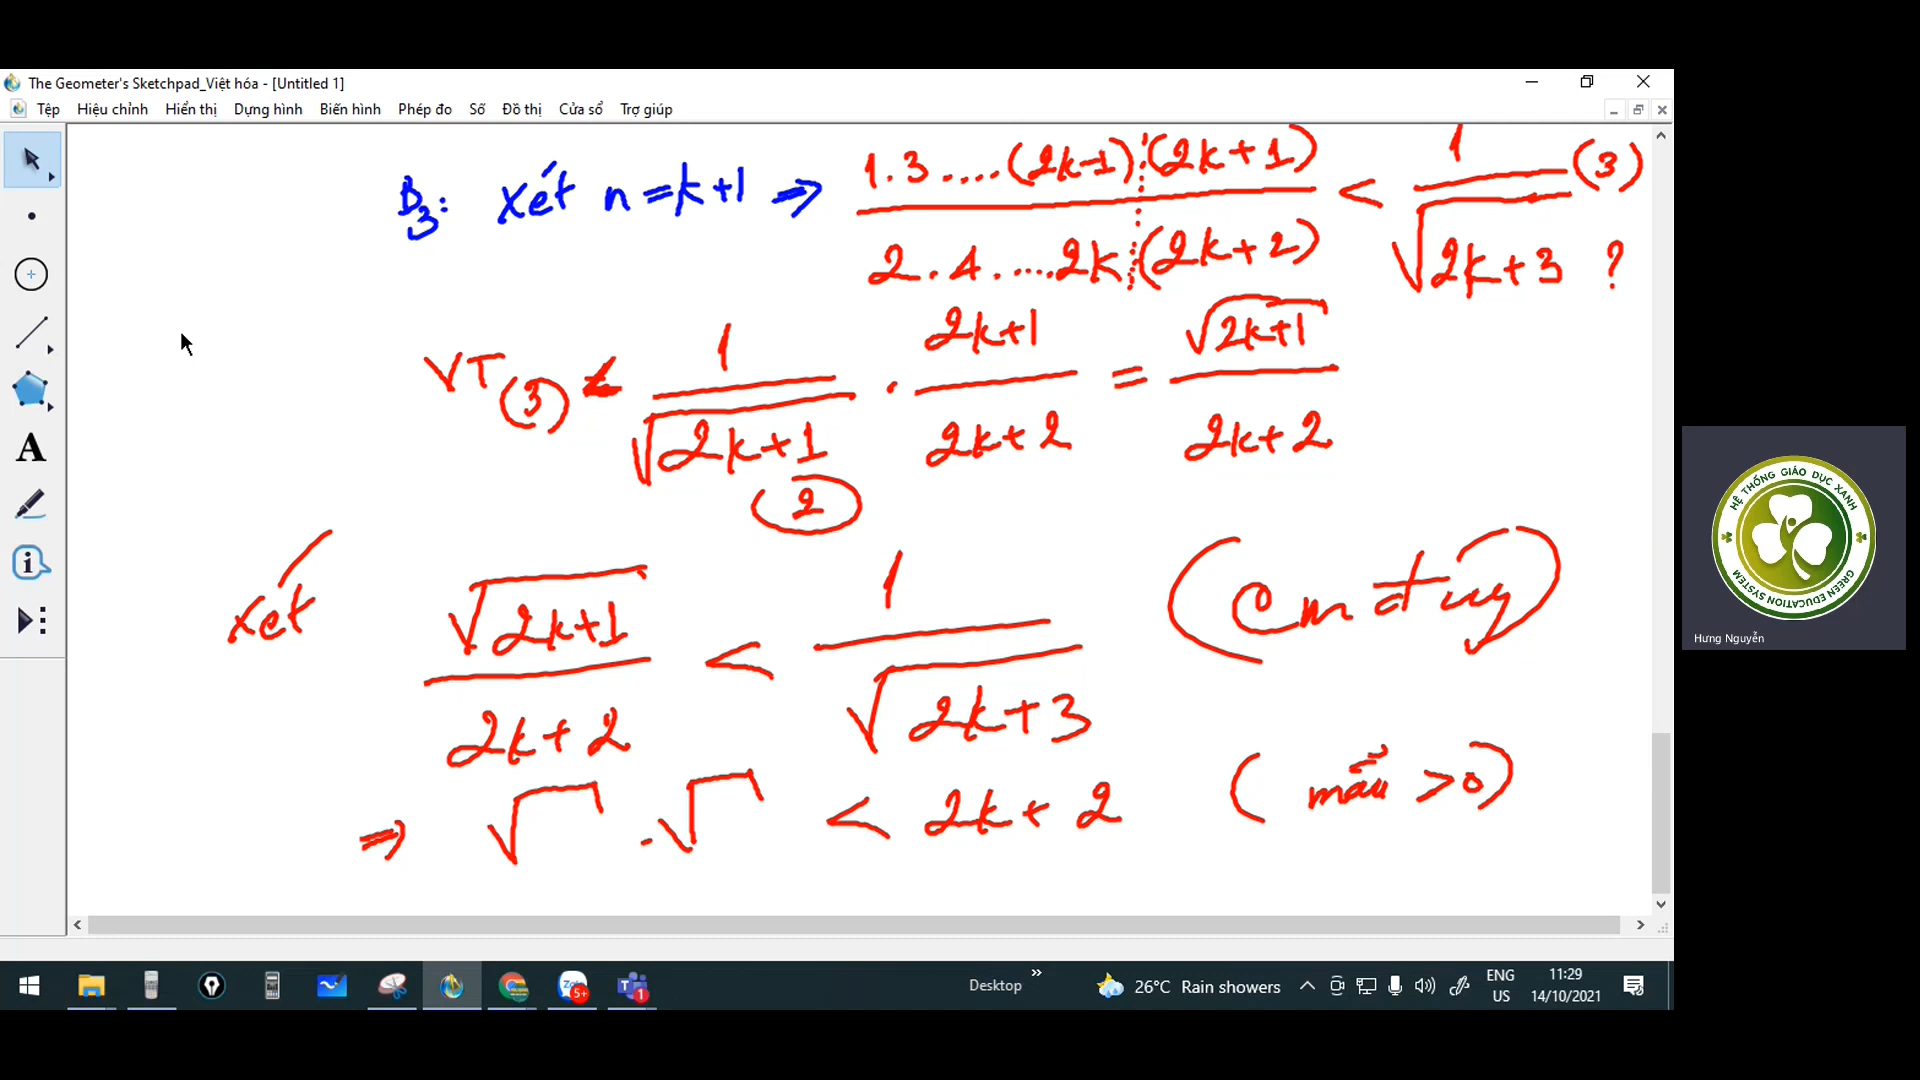 The Geometer's Sketchpad_Việt hóa - [Untitled 1]
Tệp Hiệu chỉnh Hiển thị Dựng hình Biến hình Phép đo Số Đồ thị Cửa sổ Trợ giúp
B3: Xét n = k+1 => 1.3....(2k-1)(2k+1) / 2.4.....2k(2k+2) < 1/√(2k+3) (3) ?
VT(3) < 1/√(2k+1) . (2k+1)/(2k+2) = √(2k+1)/(2k+2)
(2)
xét √(2k+1)/(2k+2) < 1/√(2k+3) (Cm đúng)
=> √ . √ < 2k+2 (mẫu >0)
A
i
HỆ THỐNG GIÁO DỤC XANH
GREEN EDUCATION SYSTEM
Hưng Nguyễn
Zalo 5+ 1 Desktop » 26°C Rain showers ENG US 11:29 14/10/2021